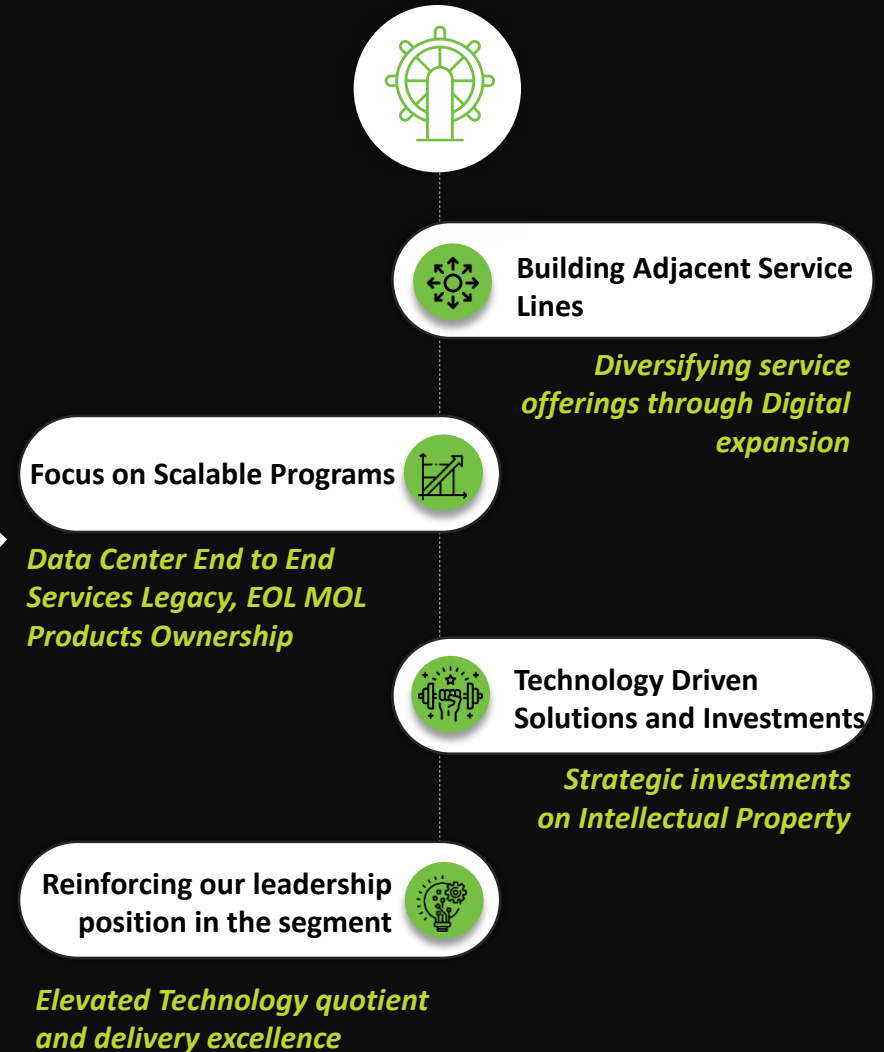 Building Adjacent Service
Lines
Diversifying service
offerings through Digital
expansion
Focus on Scalable Programs
Data Center End to End
Services Legacy, EOL MOL
Products Ownership
Technology Driven
Solutions and Investments
Strategic investments
on Intellectual Property
Reinforcing our leadership
position in the segment
Elevated Technology quotient
and delivery excellence